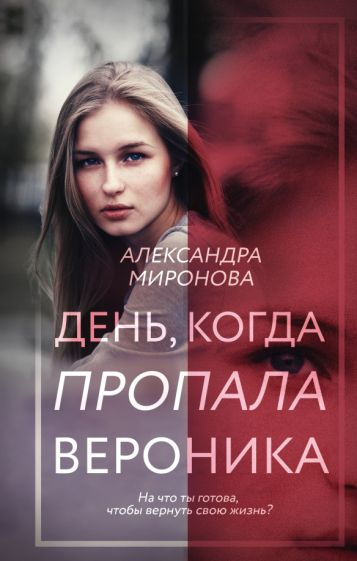 АЛЕКСАНДРА
МИРОНОВА
ДЕНЬ, КОГДА
ПРОПАЛА
ВЕРОНИКА
На что ты готова,
чтобы вернуть свою жизнь?